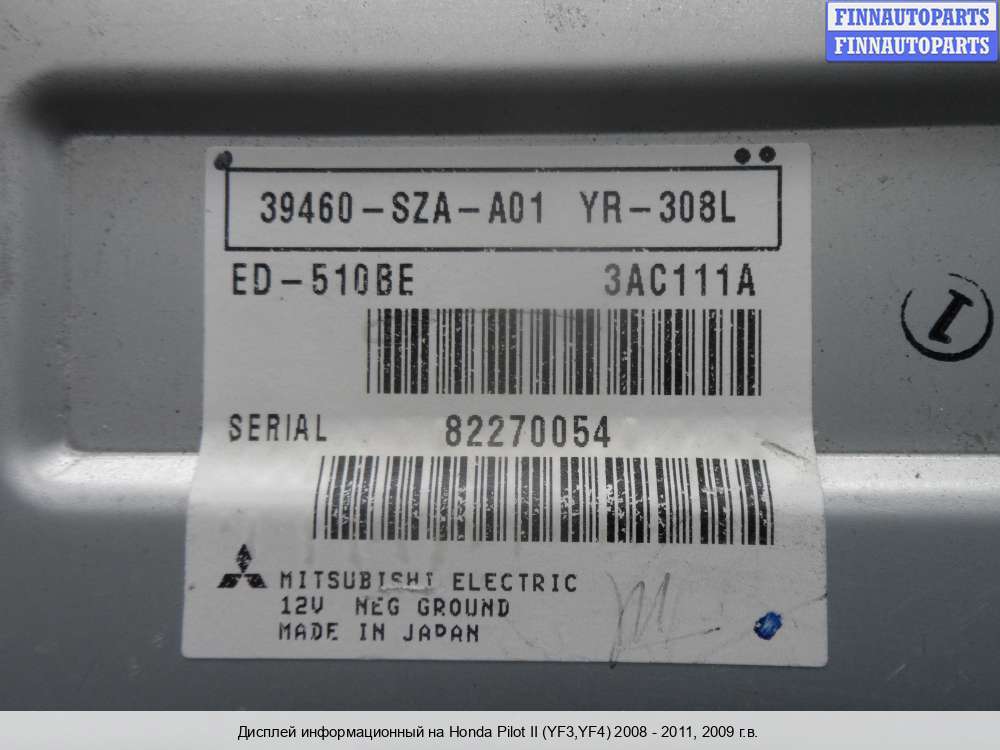 FINNAUTOPARTS
FINNAUTOPARTS
39460-SZA-A01 YR-308L
ED-510BE 3AC111A
SERIAL 82270054
MITSUBISHI ELECTRIC
12V NEG GROUND
MADE IN JAPAN
1
Дисплей информационный на Honda Pilot II (YF3,YF4) 2008 - 2011, 2009 г.в.